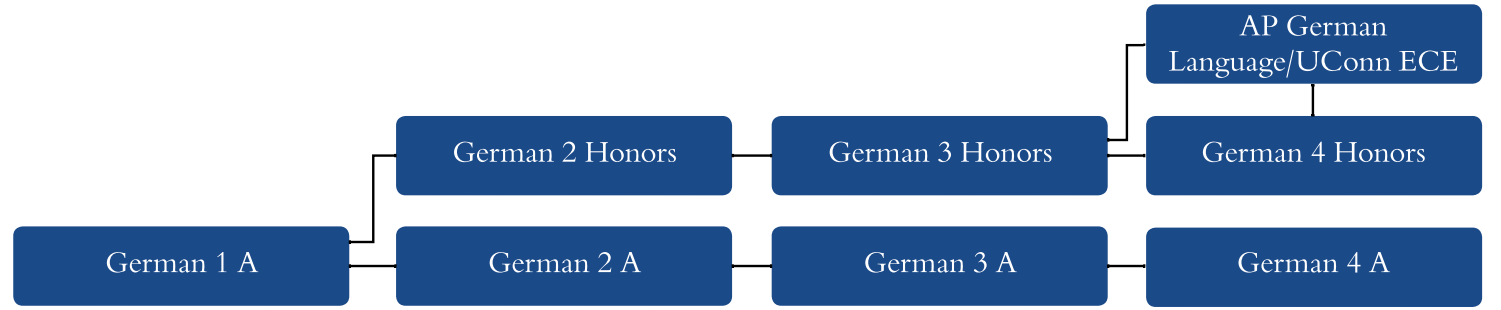 AP German
Language/UConn ECE
German 2 Honors
German 3 Honors
German 4 Honors
German 1 A
German 2 A
German 3 A
German 4 A